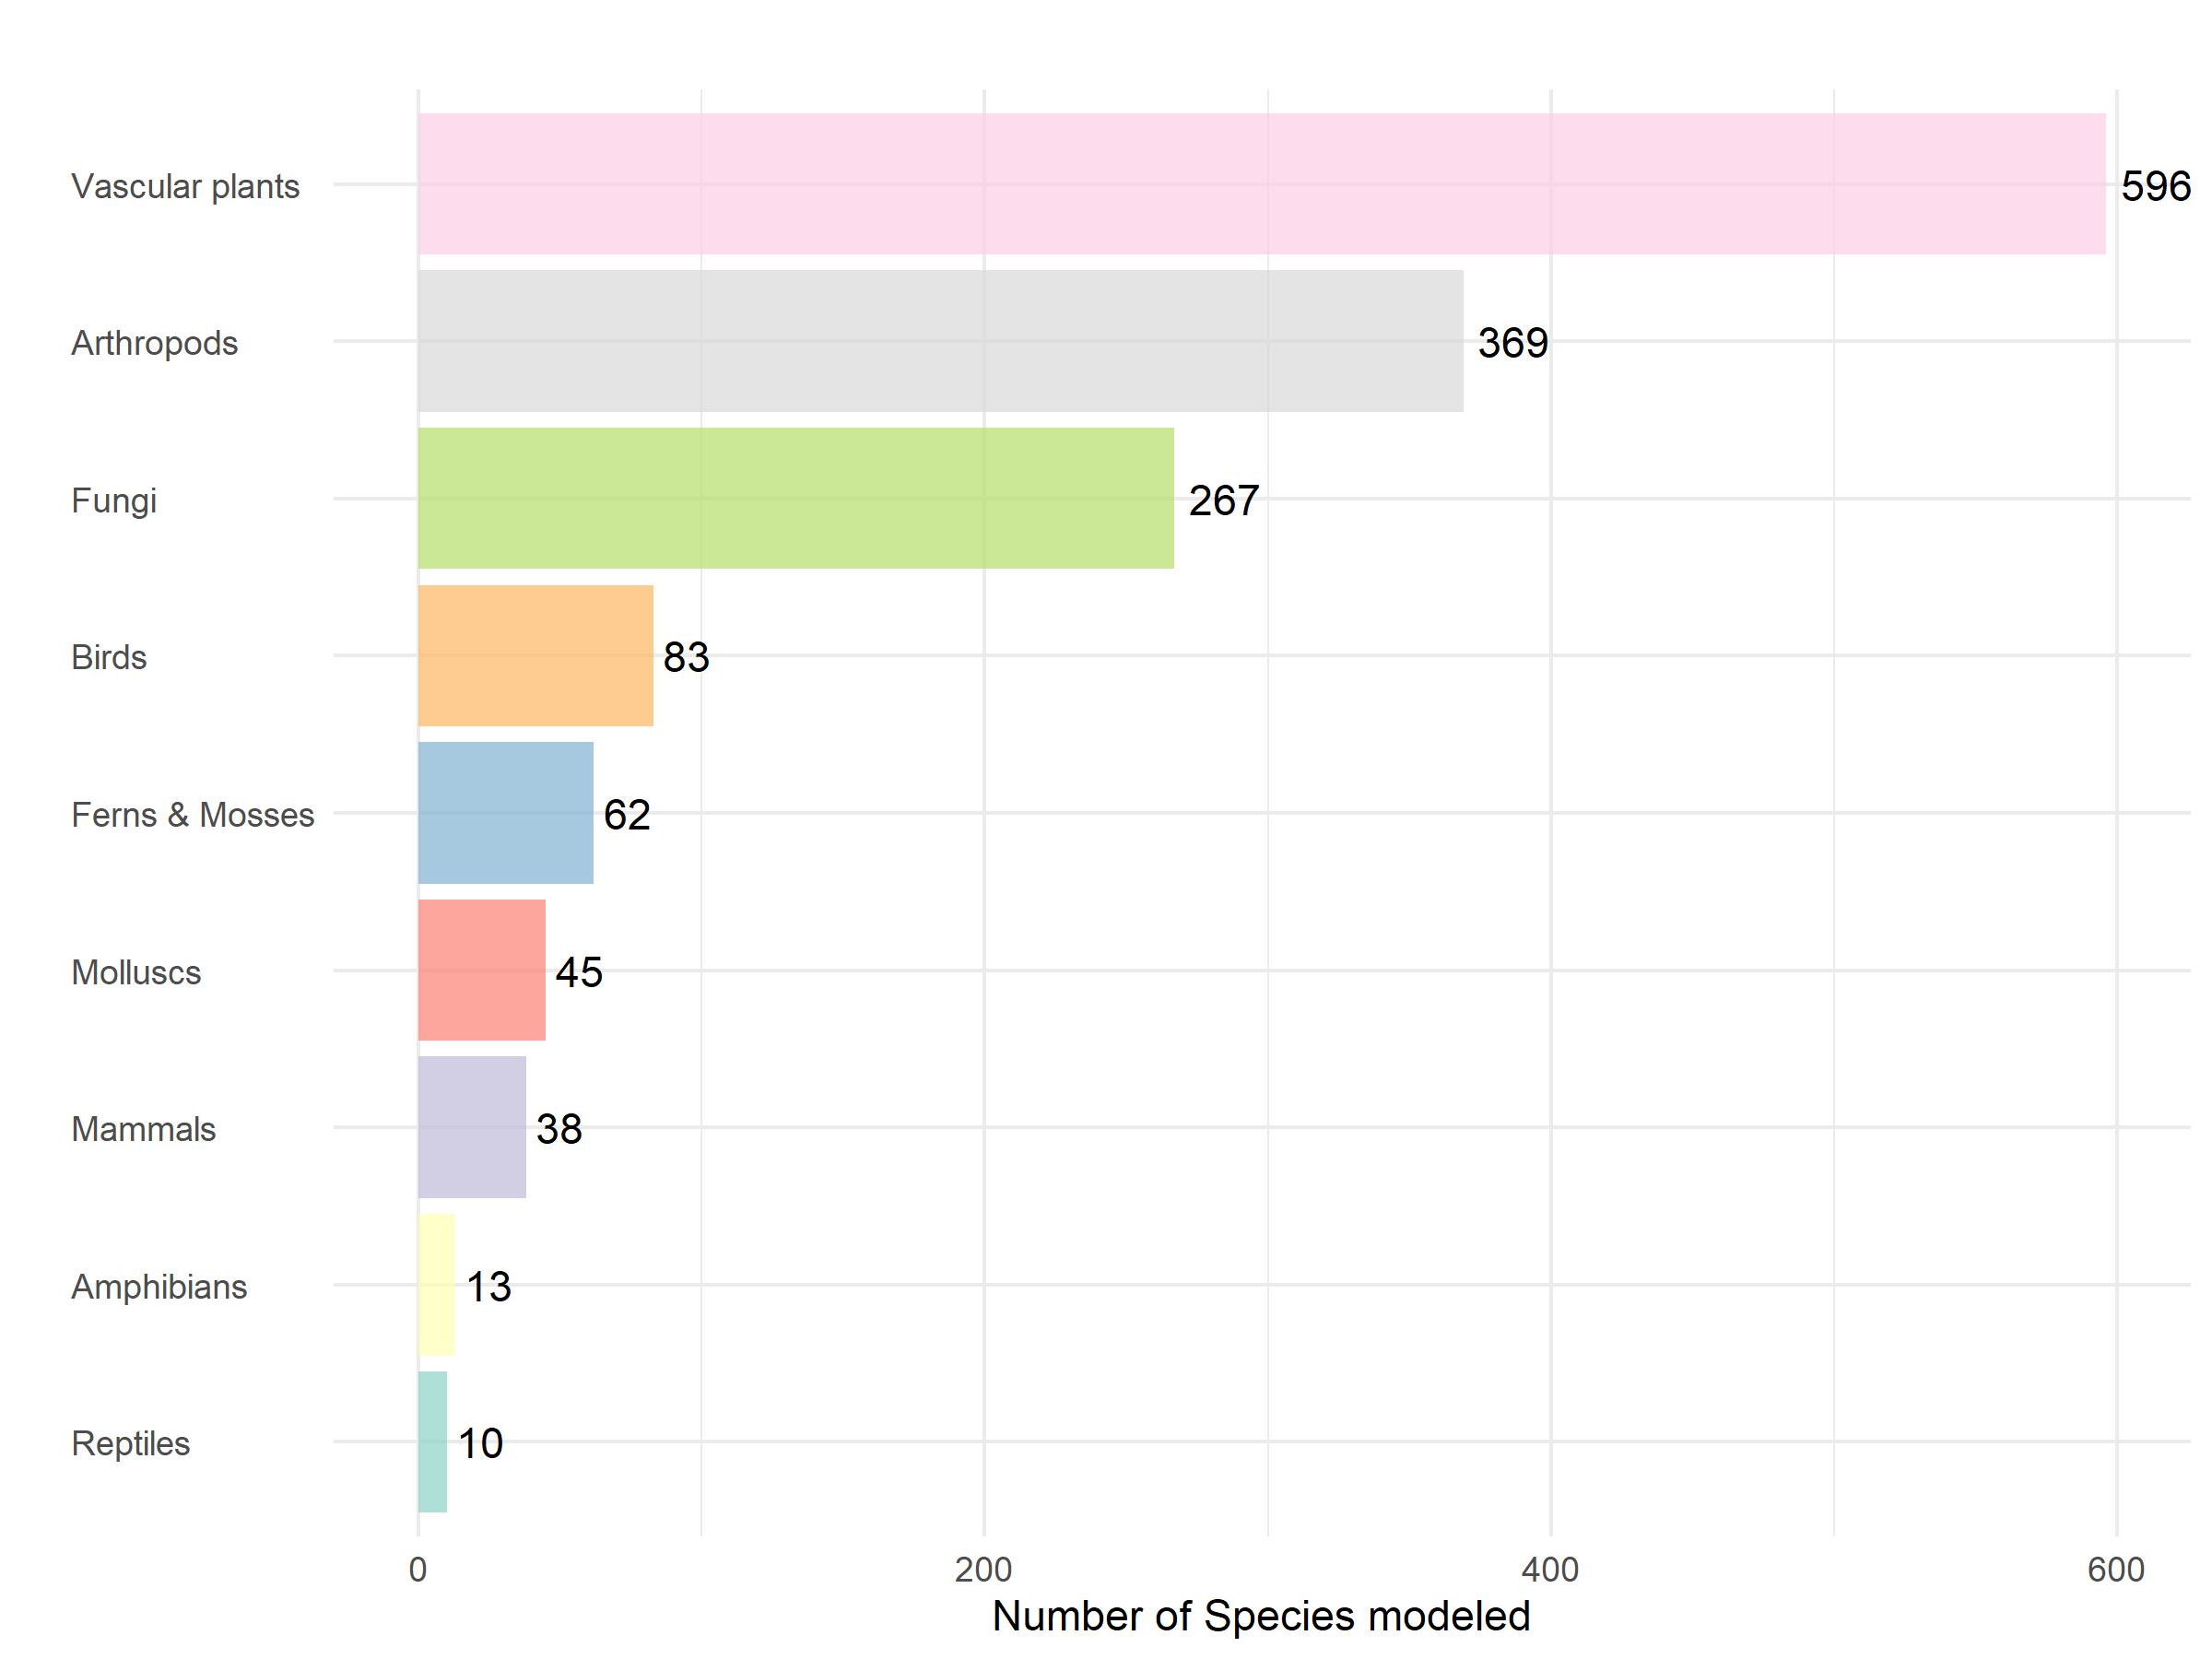 Vascular plants 596
Arthropods 369
Fungi 267
Birds 83
Ferns & Mosses 62
Molluscs 45
Mammals 38
Amphibians 13
Reptiles 10
0 200 400 600
Number of Species modeled